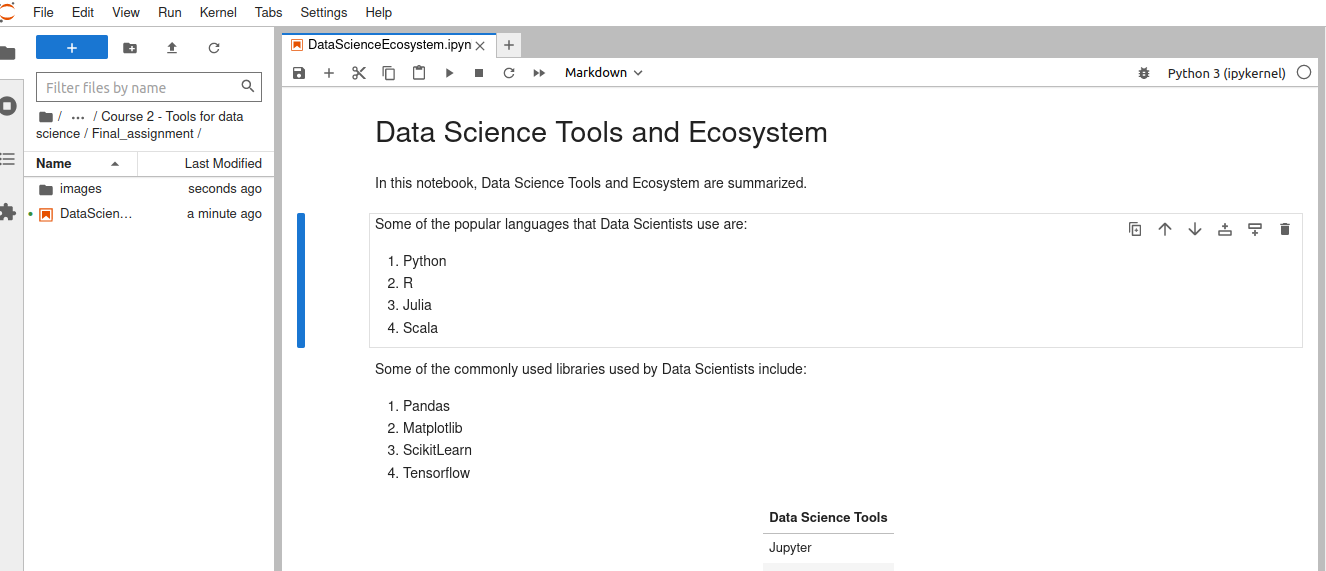 File Edit View Run Kernel Tabs Settings Help
+
Filter files by name
/ ... / Course 2 - Tools for data
science / Final_assignment /
Name Last Modified
images seconds ago
DataScien... a minute ago
DataScienceEcosystem.ipyn
Markdown
Python 3 (ipykernel)
Data Science Tools and Ecosystem
In this notebook, Data Science Tools and Ecosystem are summarized.
Some of the popular languages that Data Scientists use are:
1. Python
2. R
3. Julia
4. Scala
Some of the commonly used libraries used by Data Scientists include:
1. Pandas
2. Matplotlib
3. ScikitLearn
4. Tensorflow
Data Science Tools
Jupyter